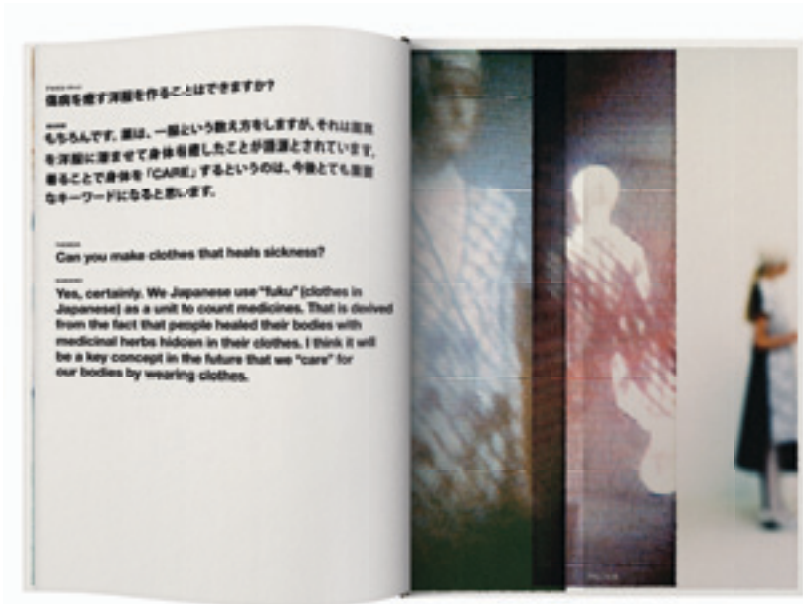 傷病を癒す洋服を作ることはできますか?
もちろんです。薬は、一服という数え方をしますが、それは
を洋服に潜ませて身体を癒したことが語源とされています。
着ることで身体を「CARE」するというのは、今後とても
なキーワードになると思います。
Can you make clothes that heals sickness?
Yes, certainly. We Japanese use "fuku" (clothes in
Japanese) as a unit to count medicines. That is derived
from the fact that people healed their bodies with
medicinal herbs hidden in their clothes. I think it will
be a key concept in the future that we "care" for
our bodies by wearing clothes.